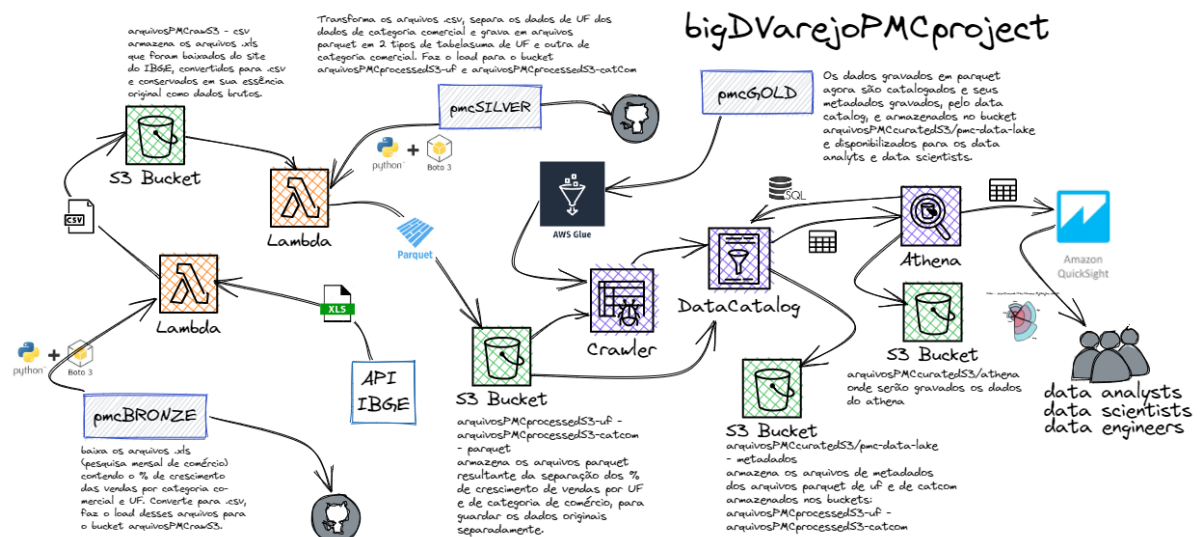 bigDVarejoPMCproject
arquivosPMCrawS3 - csv
armazena os arquivos .xls
que foram baixados do site
do IBGE, convertidos para .csv
e conservados em sua essência
original como dados brutos.
Transforma os arquivos .csv, separa os dados de UF dos
dados de categoria comercial e grava em arquivos
parquet em 2 tipos de tabelasuma de UF e outra de
categoria comercial. Faz o load para o bucket
arquivosPMCprocessedS3-uf e arquivosPMCprocessedS3-catCom
pmcSILVER
pmcGOLD
Os dados gravados em parquet
agora são catalogados e seus
metadados gravados, pelo data
catalog, e armazenados no bucket
arquivosPMCcuratedS3/pmc-data-lake
e disponibilizados para os data
analyts e data scientists.
S3 Bucket
python
+
Boto 3
Lambda
CSV
Parquet
AWS Glue
SQL
Athena
Amazon
QuickSight
Lambda
XLS
DataCatalog
Crawler
python
+
Boto 3
API
IBGE
S3 Bucket
arquivosPMCcuratedS3/athena
onde serão gravados os dados
do athena
data analysts
data scientists
data engineers
pmcBRONZE
baixa os arquivos .xls
(pesquisa mensal de comércio)
contendo o % de crescimento
das vendas por categoria co-
mercial e UF. Converte para .csv,
faz o load desses arquivos para
o bucket arquivosPMCrawS3.
S3 Bucket
arquivosPMCprocessedS3-uf -
arquivosPMCprocessedS3-catcom
- parquet
armazena os arquivos parquet
resultante da separação dos %
de crescimento de vendas por UF
e de categoria de comércio, para
guardar os dados originais
separadamente.
S3 Bucket
arquivosPMCcuratedS3/pmc-data-lake
- metadados
armazena os arquivos de metadados
dos arquivos parquet de uf e de catcom
armazenados nos buckets:
arquivosPMCprocessedS3-uf -
arquivosPMCprocessedS3-catcom